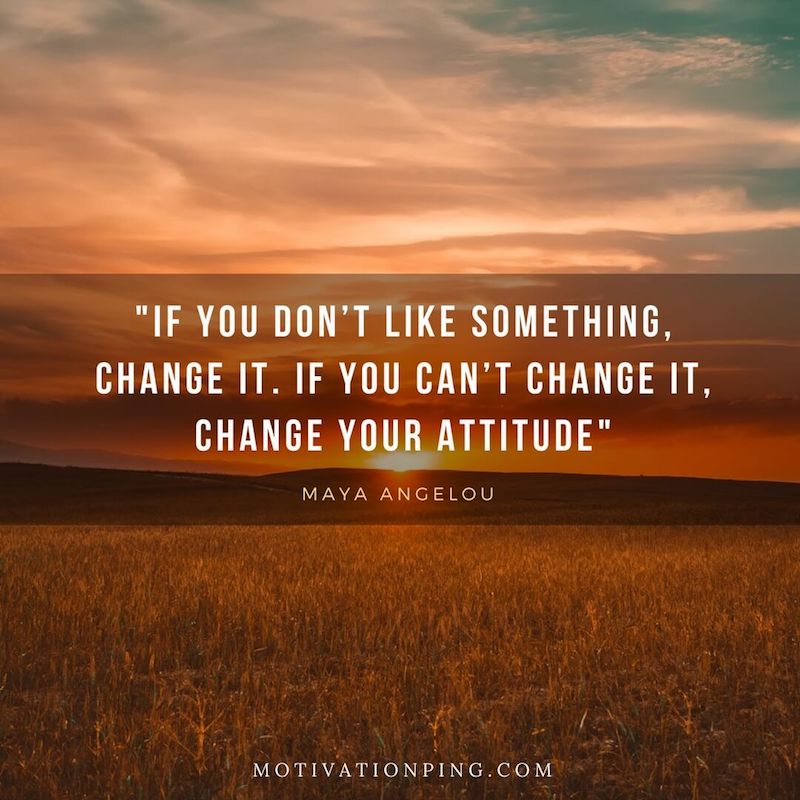 "IF YOU DON’T LIKE SOMETHING,
CHANGE IT. IF YOU CAN’T CHANGE IT,
CHANGE YOUR ATTITUDE"
MAYA ANGELOU
MOTIVATIONPING.COM